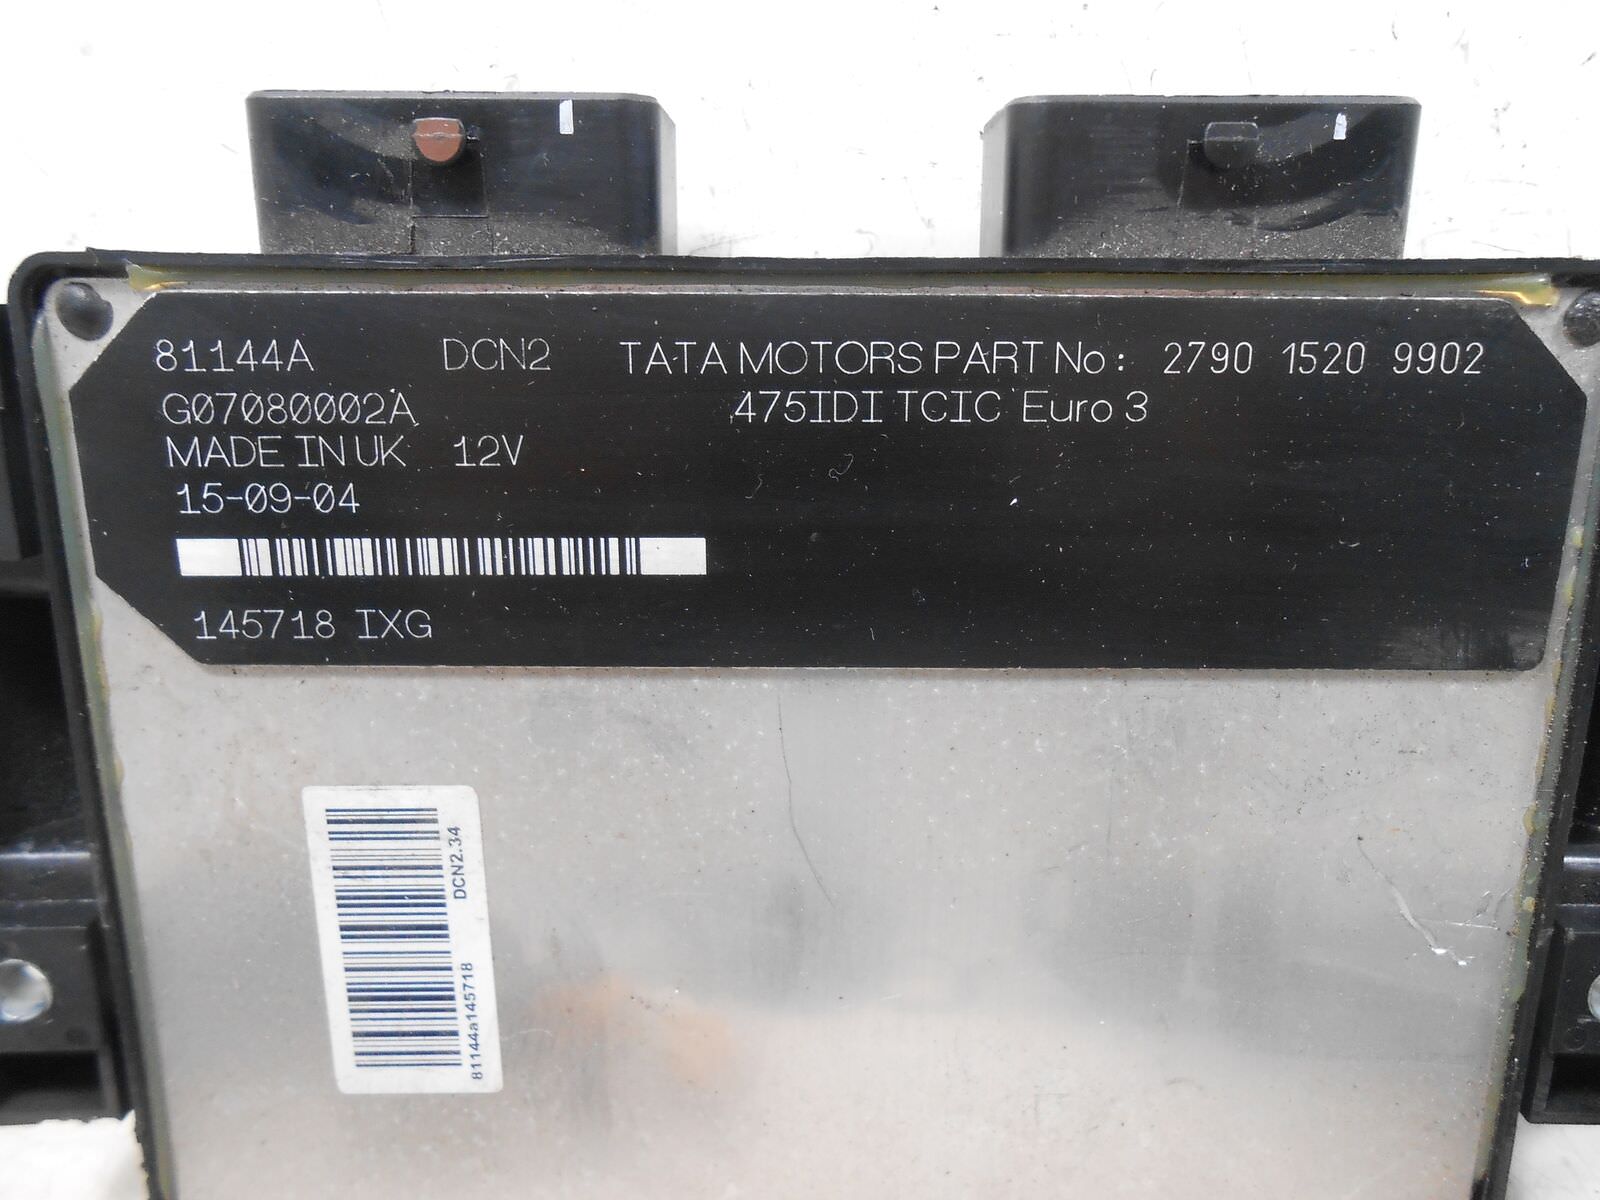 81144A DCN2 TATA MOTORS PART No: 2790 1520 9902
G07080002A 475IDI TCIC Euro 3
MADE IN UK 12V
15-09-04
145718 IXG
DCN2.34
81144a145718